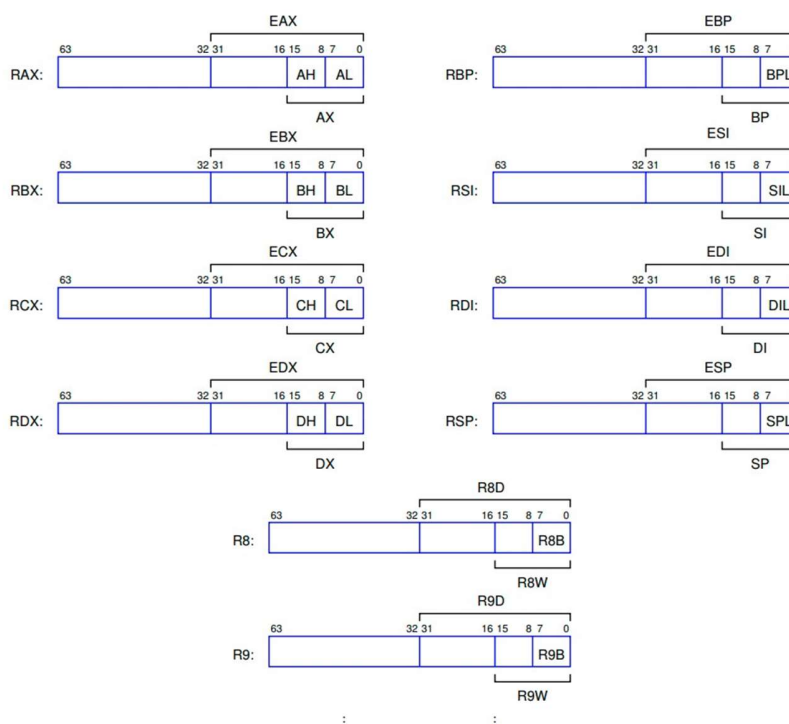 EAX EBP
63 32 31 16 15 8 7 0 63 32 31 16 15 8 7
RAX: AH AL RBP: BPL
AX BP
EBX ESI
63 32 31 16 15 8 7 0 63 32 31 16 15 8 7
RBX: BH BL RSI: SIL
BX SI
ECX EDI
63 32 31 16 15 8 7 0 63 32 31 16 15 8 7
RCX: CH CL RDI: DIL
CX DI
EDX ESP
63 32 31 16 15 8 7 0 63 32 31 16 15 8 7
RDX: DH DL RSP: SPL
DX SP
R8D
63 32 31 16 15 8 7 0
R8: R8B
R8W
R9D
63 32 31 16 15 8 7 0
R9: R9B
R9W
: :